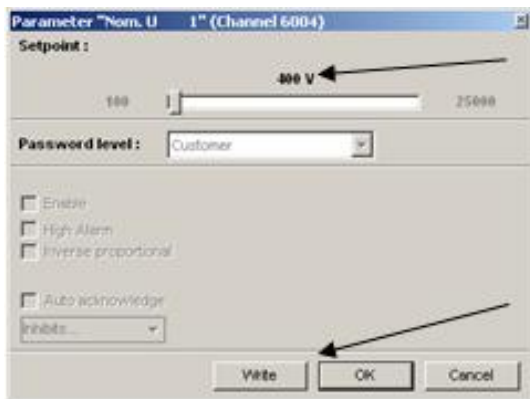 Parameter "Nom. U 1" (Channel 6004)
Setpoint :
400 V
100 25000
Password level : Customer
Enable
High Alarm
Inverse proportional
Auto acknowledge
Inhibits...
Write OK Cancel